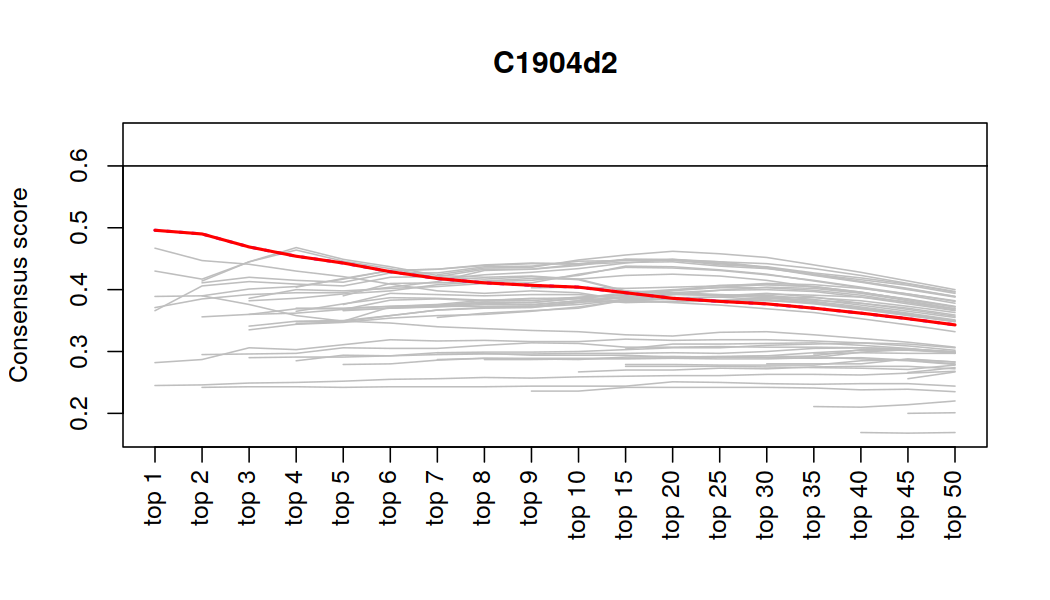 C1904d2
Consensus score
0.6
0.5
0.4
0.3
0.2
top 1
top 2
top 3
top 4
top 5
top 6
top 7
top 8
top 9
top 10
top 15
top 20
top 25
top 30
top 35
top 40
top 45
top 50